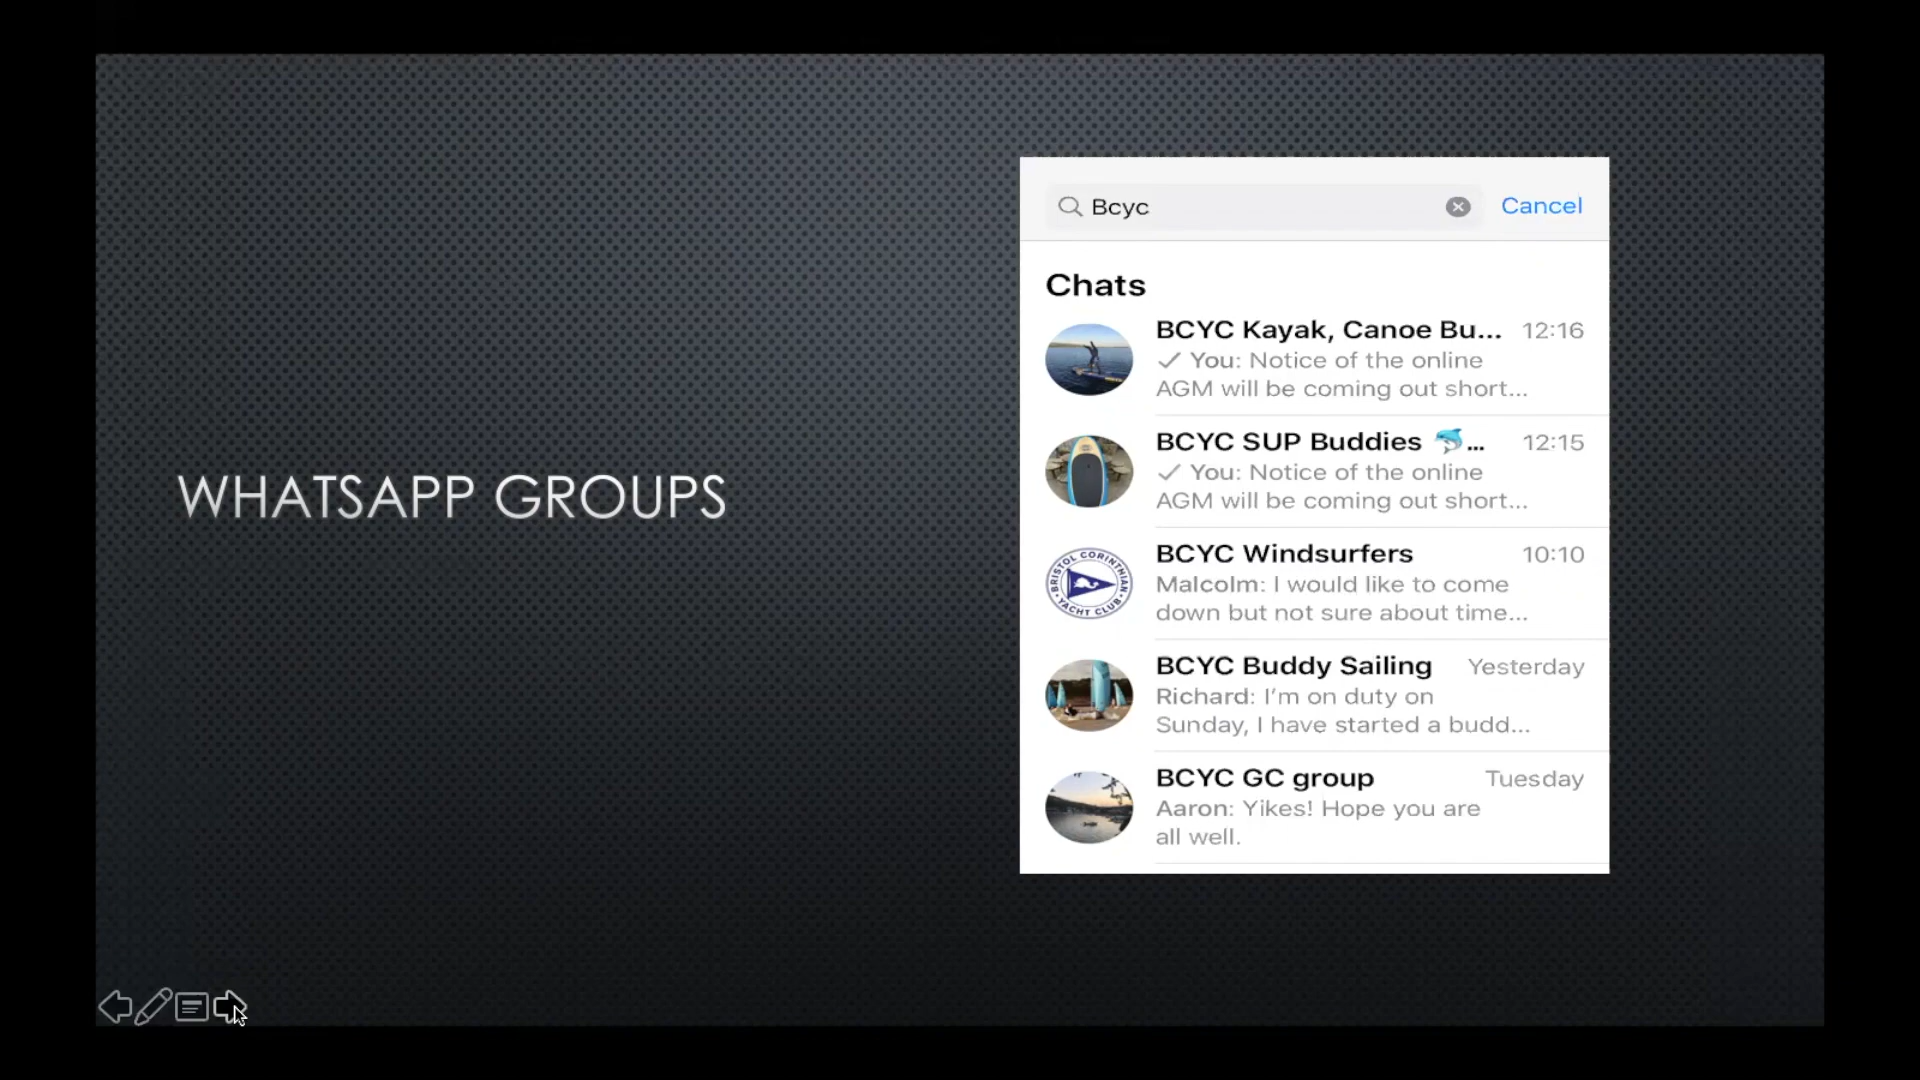 WHATSAPP GROUPS
Bcyc
Cancel
Chats
BCYC Kayak, Canoe Bu... 12:16
✓ You: Notice of the online
AGM will be coming out short...
BCYC SUP Buddies 🐬... 12:15
✓ You: Notice of the online
AGM will be coming out short...
BRISTOL CORINTHIAN
YACHT CLUB
BCYC Windsurfers 10:10
Malcolm: I would like to come
down but not sure about time...
BCYC Buddy Sailing Yesterday
Richard: I’m on duty on
Sunday, I have started a budd...
BCYC GC group Tuesday
Aaron: Yikes! Hope you are
all well.